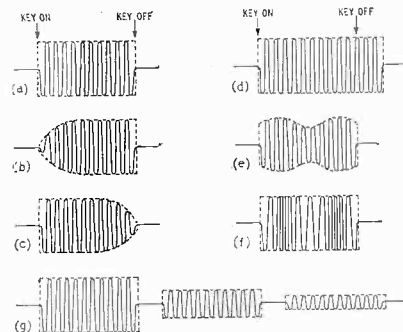 KEY ON
KEY OFF
KEY ON
KEY OFF
(a)
(d)
(b)
(e)
(c)
(f)
(g)